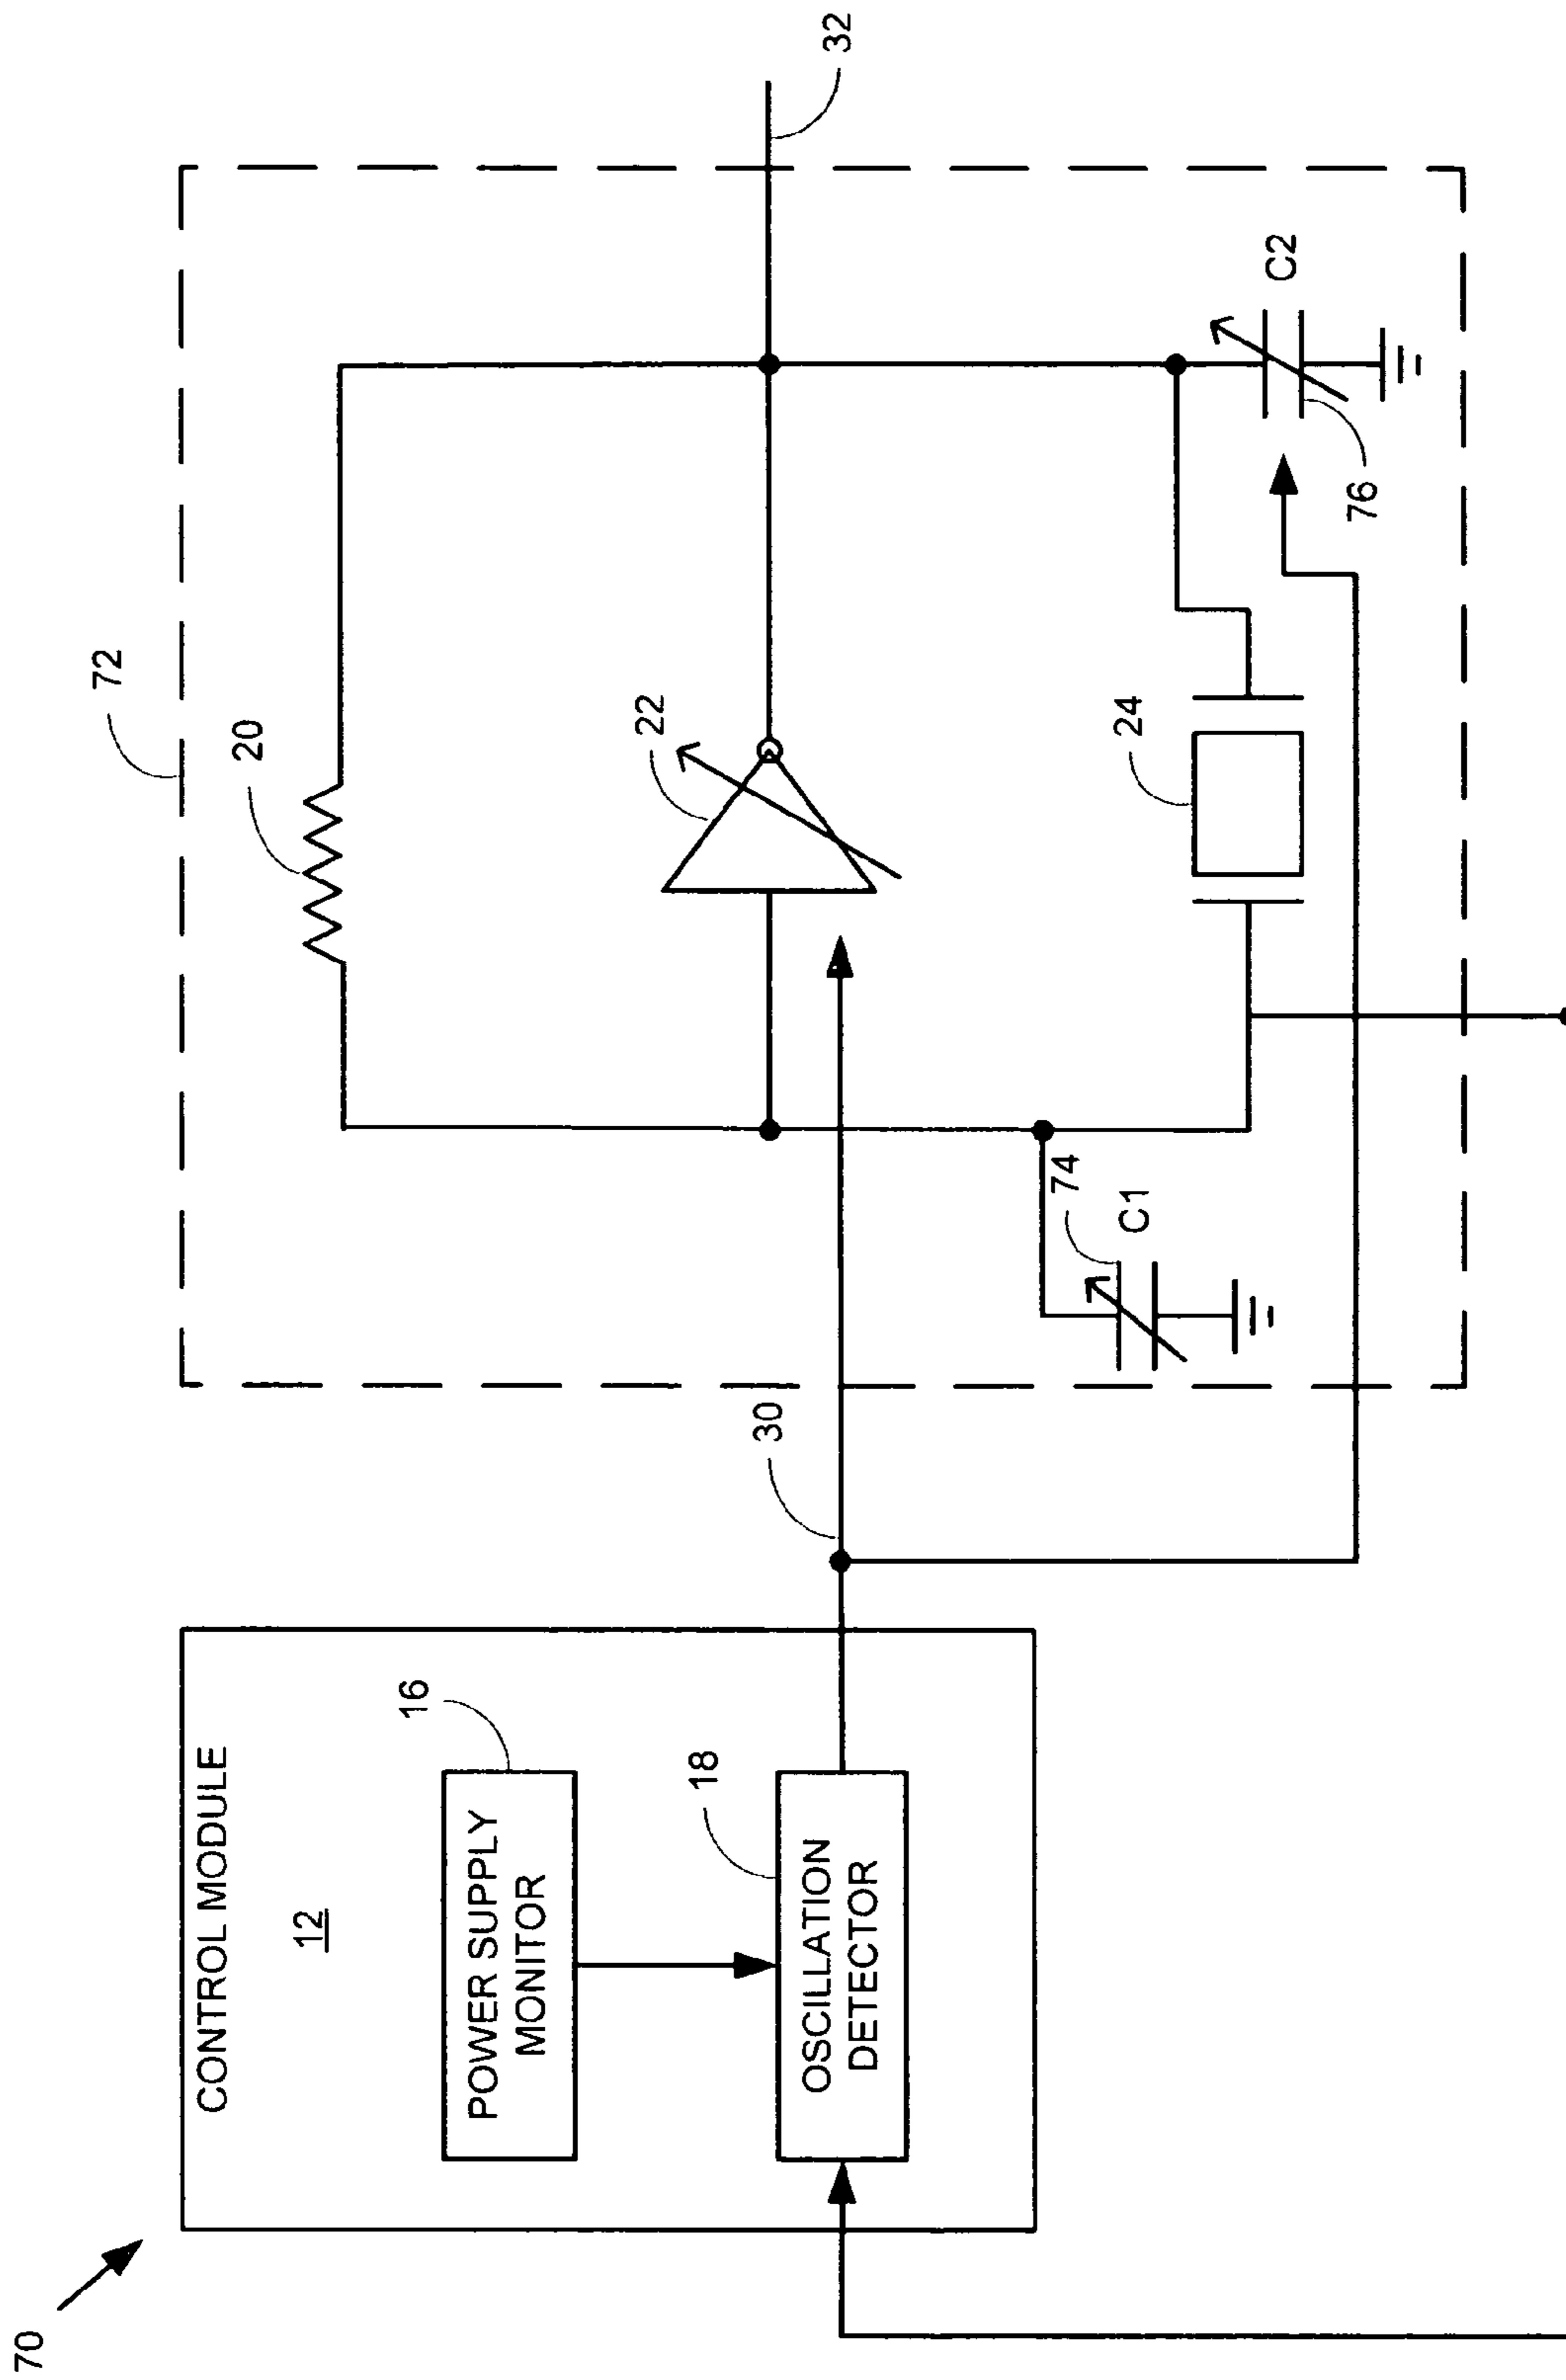 70
CONTROL MODULE
12
16
POWER SUPPLY
MONITOR
18
OSCILLATION
DETECTOR
30
72
20
22
74
C1
24
C2
76
32